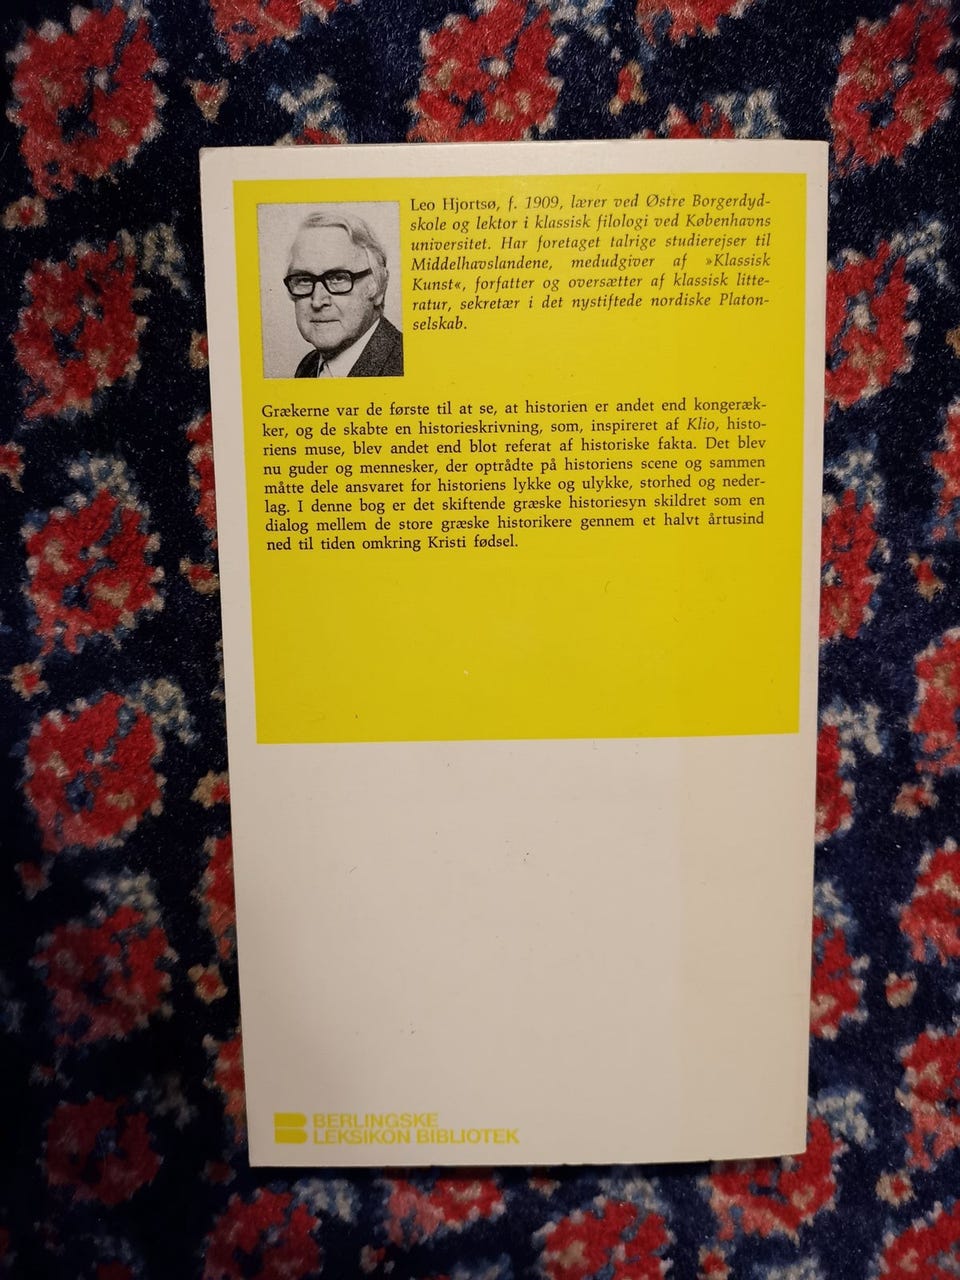 Leo Hjortsø, f. 1909, lærer ved Østre Borgerdyd-
skole og lektor i klassisk filologi ved Københavns
universitet. Har foretaget talrige studierejser til
Middelhavslandene, medudgiver af »Klassisk
Kunst«, forfatter og oversætter af klassisk litte-
ratur, sekretær i det nystiftede nordiske Platon-
selskab.
Grækerne var de første til at se, at historien er andet end kongeræk-
ker, og de skabte en historieskrivning, som, inspireret af Klio, histo-
riens muse, blev andet end blot referat af historiske fakta. Det blev
nu guder og mennesker, der optrådte på historiens scene og sammen
måtte dele ansvaret for historiens lykke og ulykke, storhed og neder-
lag. I denne bog er det skiftende græske historiesyn skildret som en
dialog mellem de store græske historikere gennem et halvt årtusind
ned til tiden omkring Kristi fødsel.
BERLINGSKE
LEKSIKON BIBLIOTEK